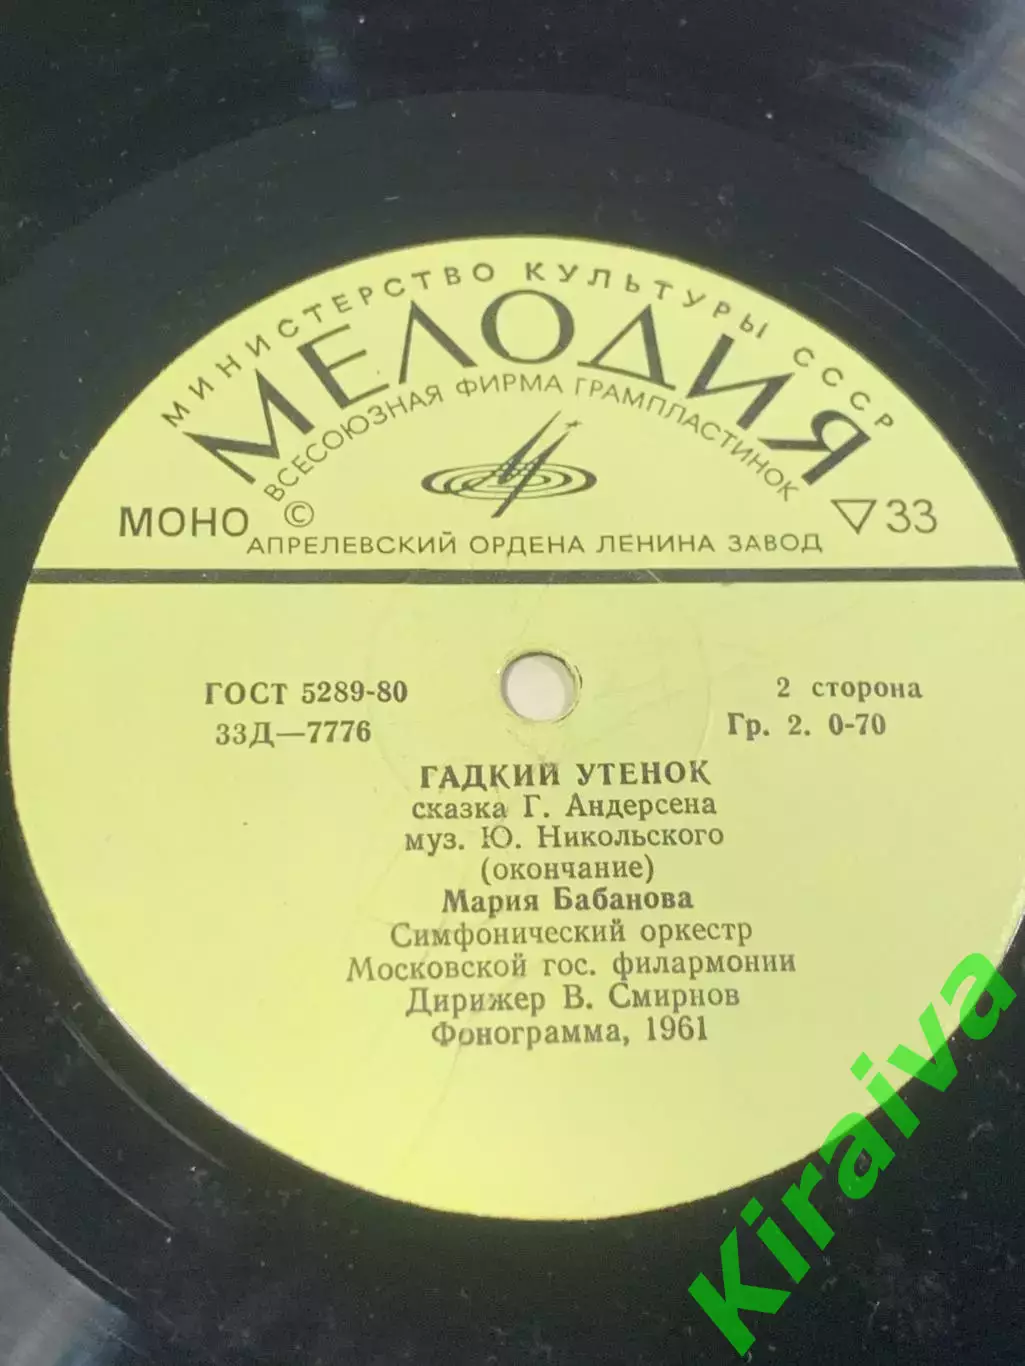 МИНИСТЕРСТВО КУЛЬТУРЫ СССР
МЕЛОДИЯ
ВСЕСОЮЗНАЯ ФИРМА ГРАМПЛАСТИНОК
МОНО ©
▽33
АПРЕЛЕВСКИЙ ОРДЕНА ЛЕНИНА ЗАВОД
ГОСТ 5289-80
2 сторона
33Д—7776
Гр. 2. 0-70
ГАДКИЙ УТЕНОК
сказка Г. Андерсена
муз. Ю. Никольского
(окончание)
Мария Бабанова
Симфонический оркестр
Московской гос. филармонии
Дирижер В. Смирнов
Фонограмма, 1961
Kiraiva